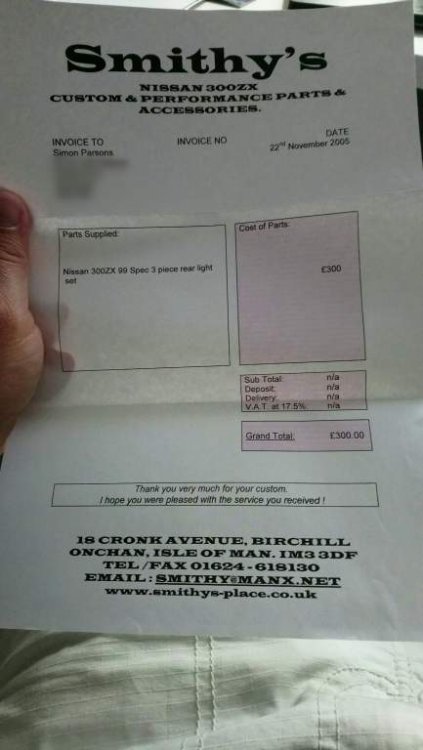 Smithy's
NISSAN 300ZX
CUSTOM & PERFORMANCE PARTS &
ACCESSORIES.
INVOICE TO
Simon Parsons
INVOICE NO
DATE
22nd November 2005
Parts Supplied:
Nissan 300ZX 99 Spec 3 piece rear light
set
Cost of Parts:
£300
Sub Total: n/a
Deposit: n/a
Delivery: n/a
V.A.T. at 17.5% n/a
Grand Total: £300.00
Thank you very much for your custom.
I hope you were pleased with the service you received !
18 CRONK AVENUE, BIRCHILL
ONCHAN, ISLE OF MAN. IM3 3DF
TEL/FAX 01624-618130
EMAIL: SMITHY@MANX.NET
www.smithys-place.co.uk